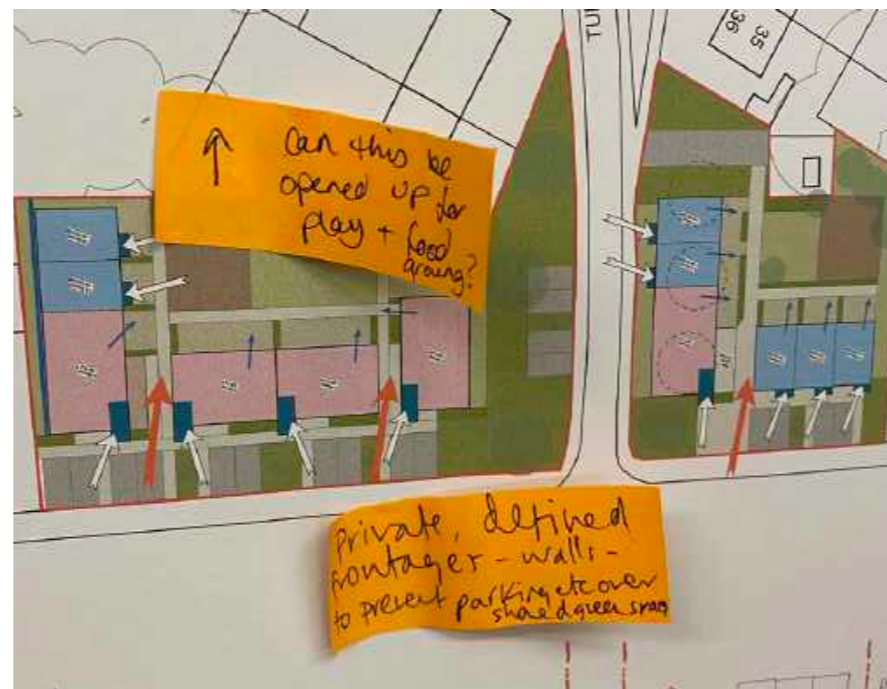 TUI
35
36
↑ Can this be
opened up for
play + food
growing?
Private, defined
frontages - walls -
to prevent parking etc over
shared green space